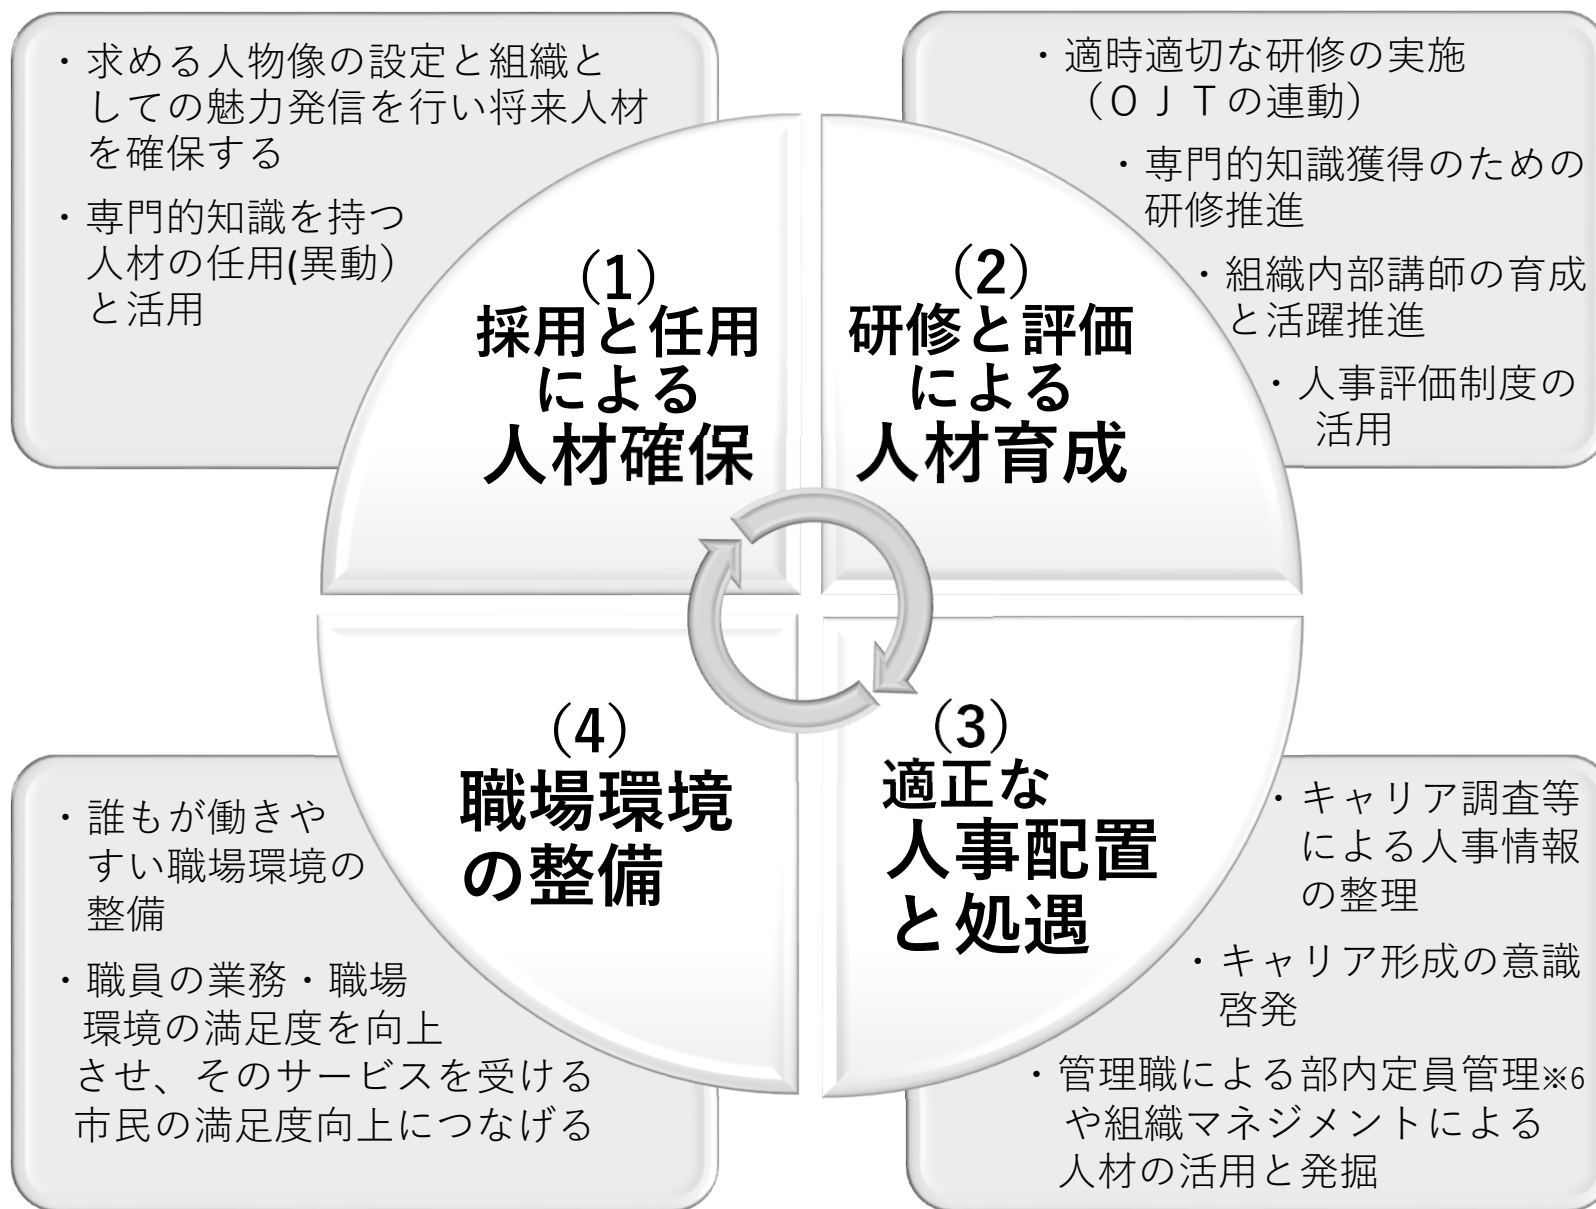 ・求める人物像の設定と組織と
しての魅力発信を行い将来人材
を確保する
・専門的知識を持つ
人材の任用(異動）
と活用
（1）
採用と任用
による
人材確保
・適時適切な研修の実施
（ＯＪＴの連動）
・専門的知識獲得のための
研修推進
・組織内部講師の育成
と活躍推進
・人事評価制度の
活用
（2）
研修と評価
による
人材育成
（3）
適正な
人事配置
と処遇
・キャリア調査等
による人事情報
の整理
・キャリア形成の意識
啓発
・管理職による部内定員管理※6
や組織マネジメントによる
人材の活用と発掘
（4）
職場環境
の整備
・誰もが働きや
すい職場環境の
整備
・職員の業務・職場
環境の満足度を向上
させ、そのサービスを受ける
市民の満足度向上につなげる